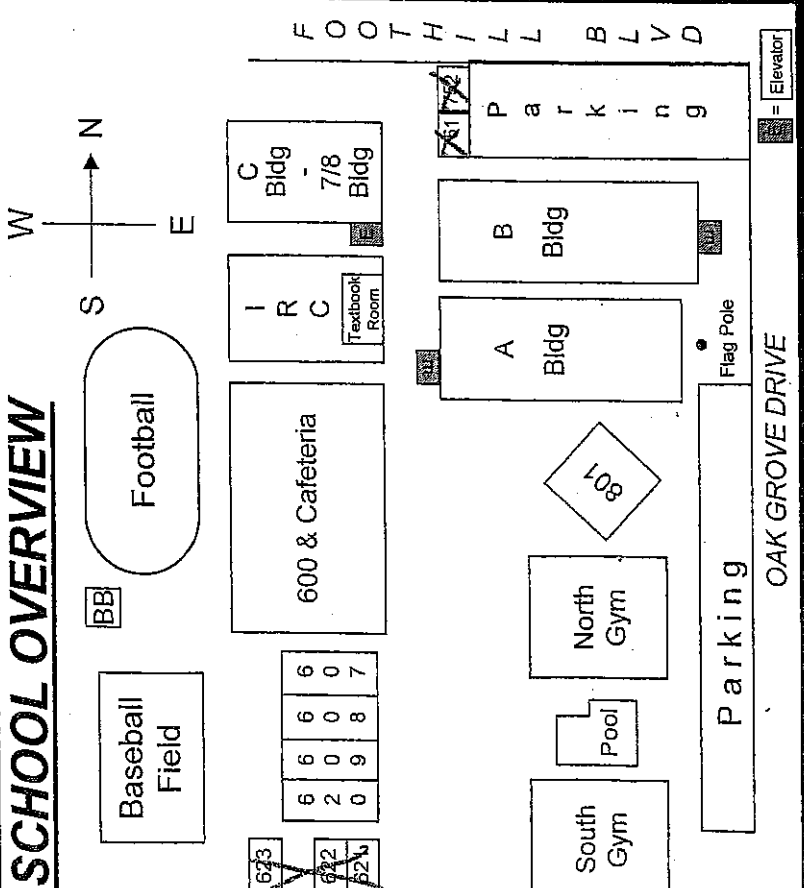 SCHOOL OVERVIEW
W
S
N
E
Baseball
Field
BB
Football
623
622
621
6
2
0
6
0
9
6
0
8
6
0
7
600 & Cafeteria
I
R
C
Textbook
Room
C
Bldg
-
7/8
Bldg
E
FOOTHILL BLVD
South
Gym
Pool
North
Gym
801
E
A
Bldg
B
Bldg
E
752
Parking
Parking
Flag Pole
OAK GROVE DRIVE
E = Elevator